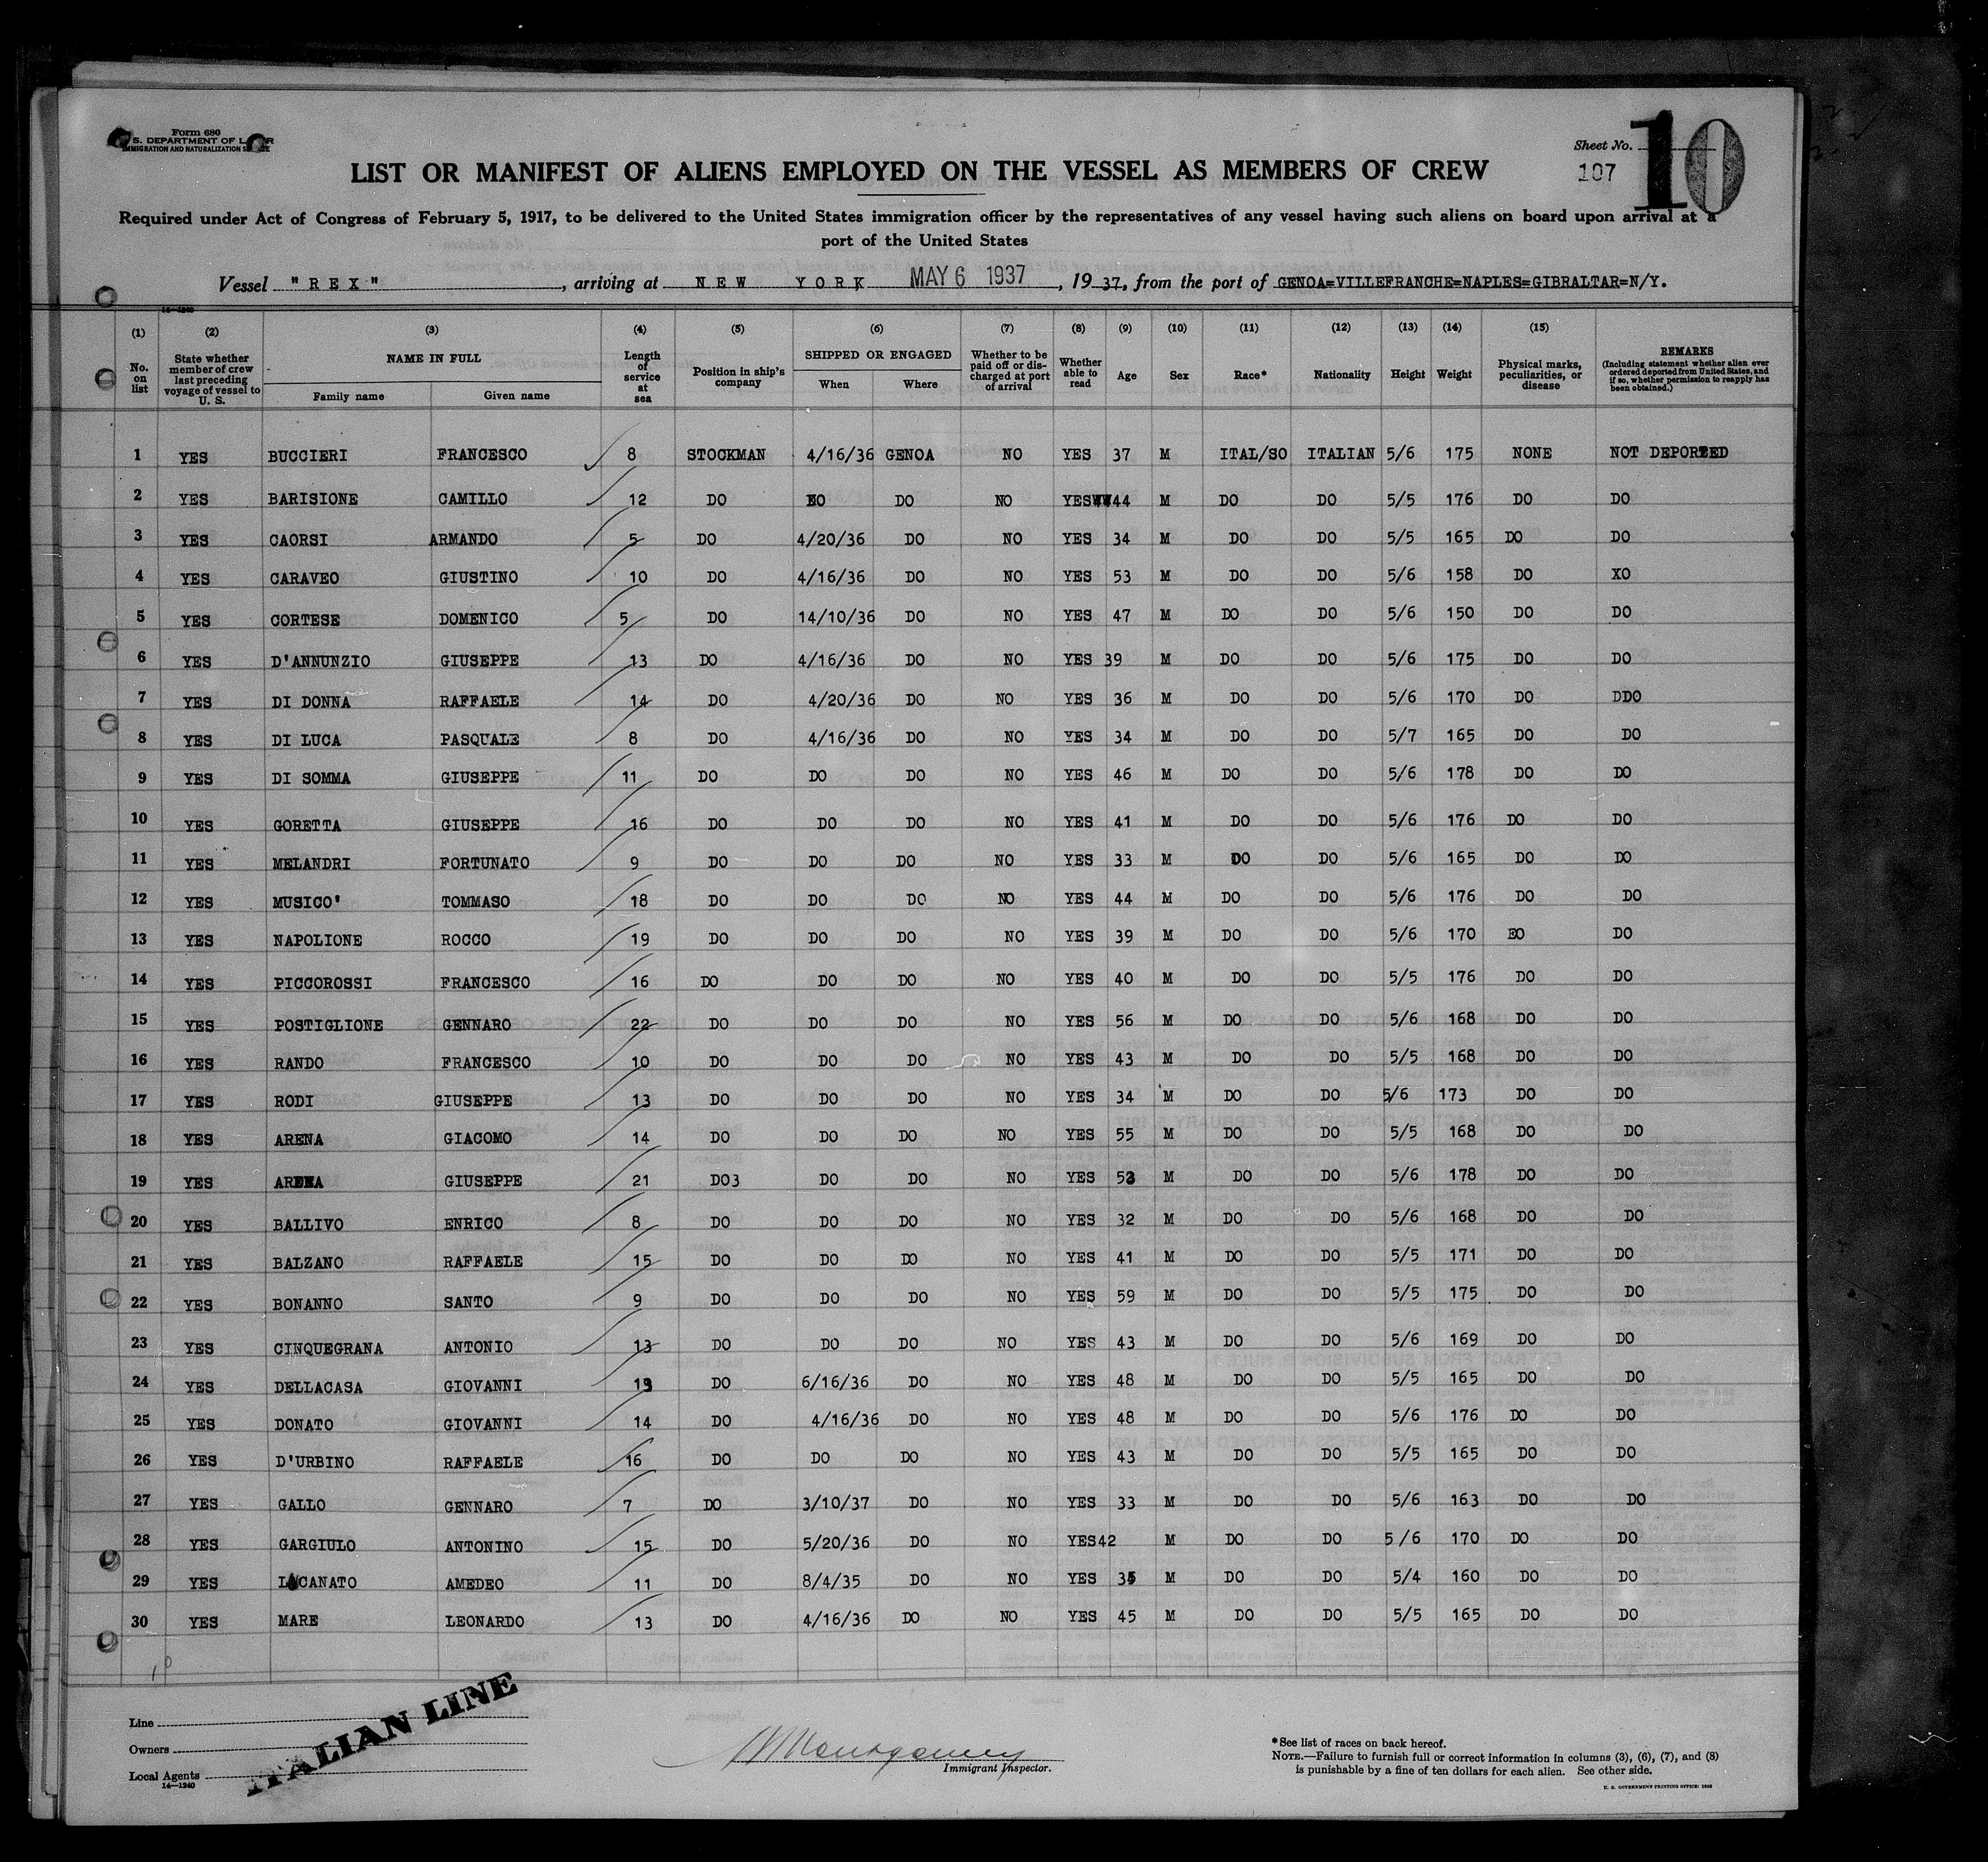 Form 680
S. DEPARTMENT OF L R
IMMIGRATION AND NATURALIZATION
Sheet No.
10
107
LIST OR MANIFEST OF ALIENS EMPLOYED ON THE VESSEL AS MEMBERS OF CREW
Required under Act of Congress of February 5, 1917, to be delivered to the United States immigration officer by the representatives of any vessel having such aliens on board upon arrival at a
port of the United States
Vessel "REX", arriving at NEW YORK MAY 6 1937, 1937, from the port of GENOA=VILLEFRANCHE=NAPLES=GIBRALTAR=N/Y.
14—1240
(1) (2) (3) (4) (5) (6) (7) (8) (9) (10) (11) (12) (13) (14) (15)
No. on list
State whether member of crew last preceding voyage of vessel to U. S.
NAME IN FULL
Family name Given name
Length of service at sea
Position in ship's company
SHIPPED OR ENGAGED
When Where
Whether to be paid off or discharged at port of arrival
Whether able to read
Age
Sex
Race*
Nationality
Height
Weight
Physical marks, peculiarities, or disease
REMARKS
(Including statement whether alien ever ordered deported from United States, and if so, whether permission to reapply has been obtained.)
1 YES BUCCIERI FRANCESCO 8 STOCKMAN 4/16/36 GENOA NO YES 37 M ITAL/SO ITALIAN 5/6 175 NONE NOT DEPORTED
2 YES BARISIONE CAMILLO 12 DO DO DO NO YES 44 M DO DO 5/5 176 DO DO
3 YES CAORSI ARMANDO 5 DO 4/20/36 DO NO YES 34 M DO DO 5/5 165 DO DO
4 YES CARAVEO GIUSTINO 10 DO 4/16/36 DO NO YES 53 M DO DO 5/6 158 DO XO
5 YES CORTESE DOMENICO 5 DO 14/10/36 DO NO YES 47 M DO DO 5/6 150 DO DO
6 YES D'ANNUNZIO GIUSEPPE 13 DO 4/16/36 DO NO YES 39 M DO DO 5/6 175 DO DO
7 YES DI DONNA RAFFAELE 14 DO 4/20/36 DO NO YES 36 M DO DO 5/6 170 DO DDO
8 YES DI LUCA PASQUALE 8 DO 4/16/36 DO NO YES 34 M DO DO 5/7 165 DO DO
9 YES DI SOMMA GIUSEPPE 11 DO DO DO NO YES 46 M DO DO 5/6 178 DO DO
10 YES GORETTA GIUSEPPE 16 DO DO DO NO YES 41 M DO DO 5/6 176 DO DO
11 YES MELANDRI FORTUNATO 9 DO DO DO NO YES 33 M DO DO 5/6 165 DO DO
12 YES MUSICO' TOMMASO 18 DO DO DO NO YES 44 M DO DO 5/6 176 DO DO
13 YES NAPOLIONE ROCCO 19 DO DO DO NO YES 39 M DO DO 5/6 170 EO DO
14 YES PICCOROSSI FRANCESCO 16 DO DO DO NO YES 40 M DO DO 5/5 176 DO DO
15 YES POSTIGLIONE GENNARO 22 DO DO DO NO YES 56 M DO DO 5/6 168 DO DO
16 YES RANDO FRANCESCO 10 DO DO DO NO YES 43 M DO DO 5/5 168 DO DO
17 YES RODI GIUSEPPE 13 DO DO DO NO YES 34 M DO DO 5/6 173 DO DO
18 YES ARENA GIACOMO 14 DO DO DO NO YES 55 M DO DO 5/5 168 DO DO
19 YES ARENA GIUSEPPE 21 DO3 DO DO NO YES 53 M DO DO 5/6 178 DO DO
20 YES BALLIVO ENRICO 8 DO DO DO NO YES 32 M DO DO 5/6 168 DO DO
21 YES BALZANO RAFFAELE 15 DO DO DO NO YES 41 M DO DO 5/5 171 DO DO
22 YES BONANNO SANTO 9 DO DO DO NO YES 59 M DO DO 5/5 175 DO DO
23 YES CINQUEGRANA ANTONIO 13 DO DO DO NO YES 43 M DO DO 5/6 169 DO DO
24 YES DELLACASA GIOVANNI 19 DO 6/16/36 DO NO YES 48 M DO DO 5/5 165 DO DO
25 YES DONATO GIOVANNI 14 DO 4/16/36 DO NO YES 48 M DO DO 5/6 176 DO DO
26 YES D'URBINO RAFFAELE 16 DO DO DO NO YES 43 M DO DO 5/5 165 DO DO
27 YES GALLO GENNARO 7 DO 3/10/37 DO NO YES 33 M DO DO 5/6 163 DO DO
28 YES GARGIULO ANTONINO 15 DO 5/20/36 DO NO YES 42 M DO DO 5/6 170 DO DO
29 YES LACANATO AMEDEO 11 DO 8/4/35 DO NO YES 35 M DO DO 5/4 160 DO DO
30 YES MARE LEONARDO 13 DO 4/16/36 DO NO YES 45 M DO DO 5/5 165 DO DO
10
Line
Owners
Local Agents
14—1240
ITALIAN LINE
Montgomery
Immigrant Inspector.
*See list of races on back hereof.
NOTE.—Failure to furnish full or correct information in columns (3), (6), (7), and (8)
is punishable by a fine of ten dollars for each alien. See other side.
U. S. GOVERNMENT PRINTING OFFICE: